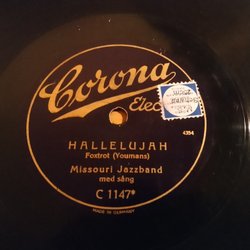 Corona
Elec
4354
HALLELUJAH
Foxtrot (Youmans)
Missouri Jazzband
med sång
C 1147*
MADE IN GERMANY